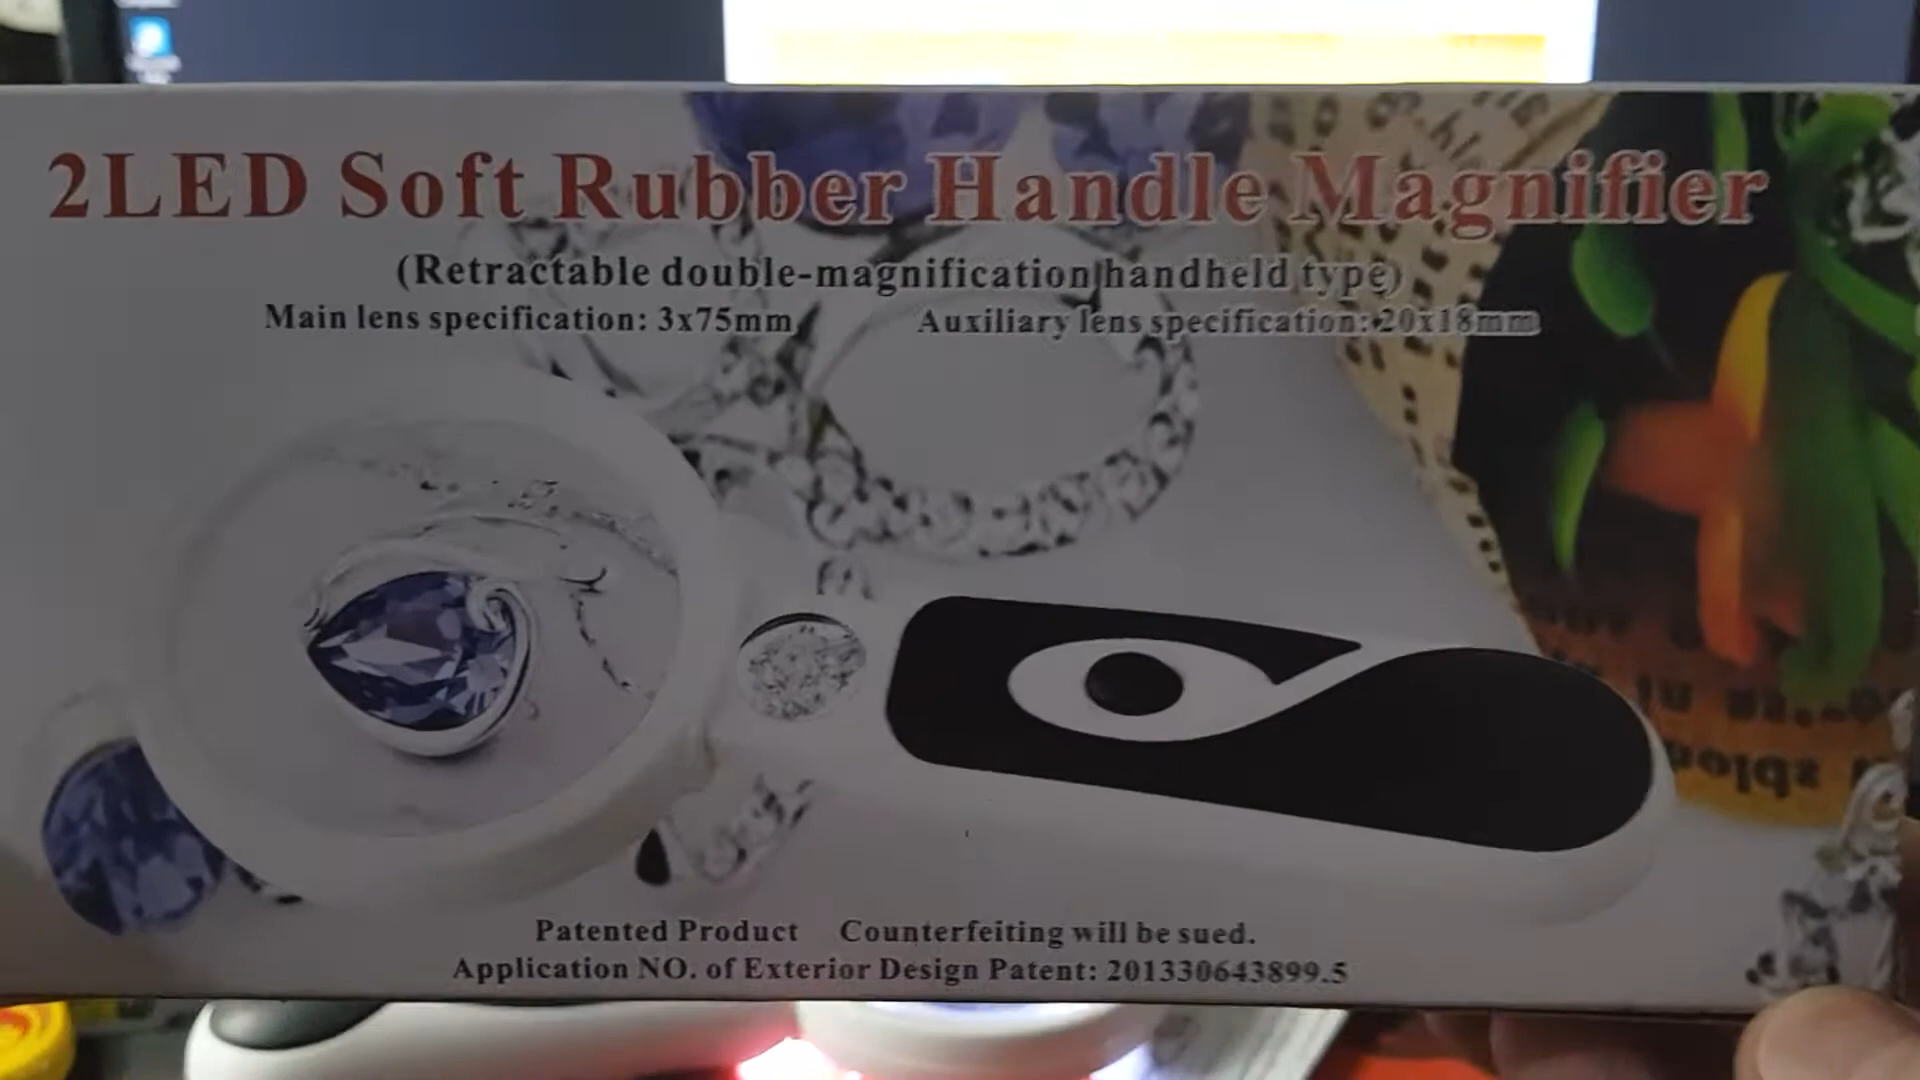 2LED Soft Rubber Handle Magnifier
(Retractable double-magnification handheld type)
Main lens specification: 3x75mm Auxiliary lens specification: 20x18mm
Patented Product Counterfeiting will be sued.
Application NO. of Exterior Design Patent: 201330643899.5